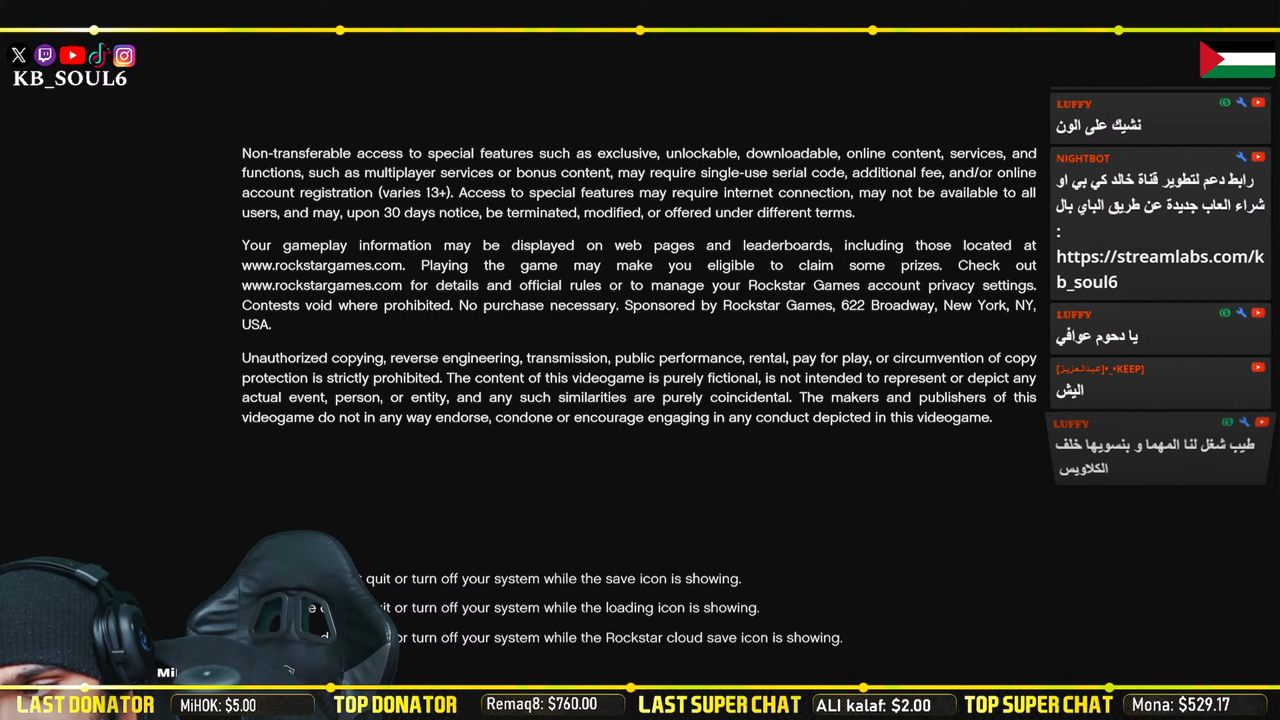 KB_SOUL6
Non-transferable access to special features such as exclusive, unlockable, downloadable, online content, services, and
functions, such as multiplayer services or bonus content, may require single-use serial code, additional fee, and/or online
account registration (varies 13+). Access to special features may require internet connection, may not be available to all
users, and may, upon 30 days notice, be terminated, modified, or offered under different terms.
Your gameplay information may be displayed on web pages and leaderboards, including those located at
www.rockstargames.com. Playing the game may make you eligible to claim some prizes. Check out
www.rockstargames.com for details and official rules or to manage your Rockstar Games account privacy settings.
Contests void where prohibited. No purchase necessary. Sponsored by Rockstar Games, 622 Broadway, New York, NY,
USA.
Unauthorized copying, reverse engineering, transmission, public performance, rental, pay for play, or circumvention of copy
protection is strictly prohibited. The content of this videogame is purely fictional, is not intended to represent or depict any
actual event, person, or entity, and any such similarities are purely coincidental. The makers and publishers of this
videogame do not in any way endorse, condone or encourage engaging in any conduct depicted in this videogame.
quit or turn off your system while the save icon is showing.
or turn off your system while the loading icon is showing.
or turn off your system while the Rockstar cloud save icon is showing.
LUFFY
نشيك على الون
NIGHTBOT
رابط دعم لتطوير قناة خالد كي بي او
شراء العاب جديدة عن طريق الباي بال
:
https://streamlabs.com/k
b_soul6
LUFFY
يا دحوم عوافي
[عبدالعزيز]•_•KEEP]
اليش
LUFFY
طيب شغل لنا المهما و بنسويها خلف
الكلاويس
LAST DONATOR
MiHOK: $5.00
TOP DONATOR
Remaq8: $760.00
LAST SUPER CHAT
ALI kalaf: $2.00
TOP SUPER CHAT
Mona: $529.17